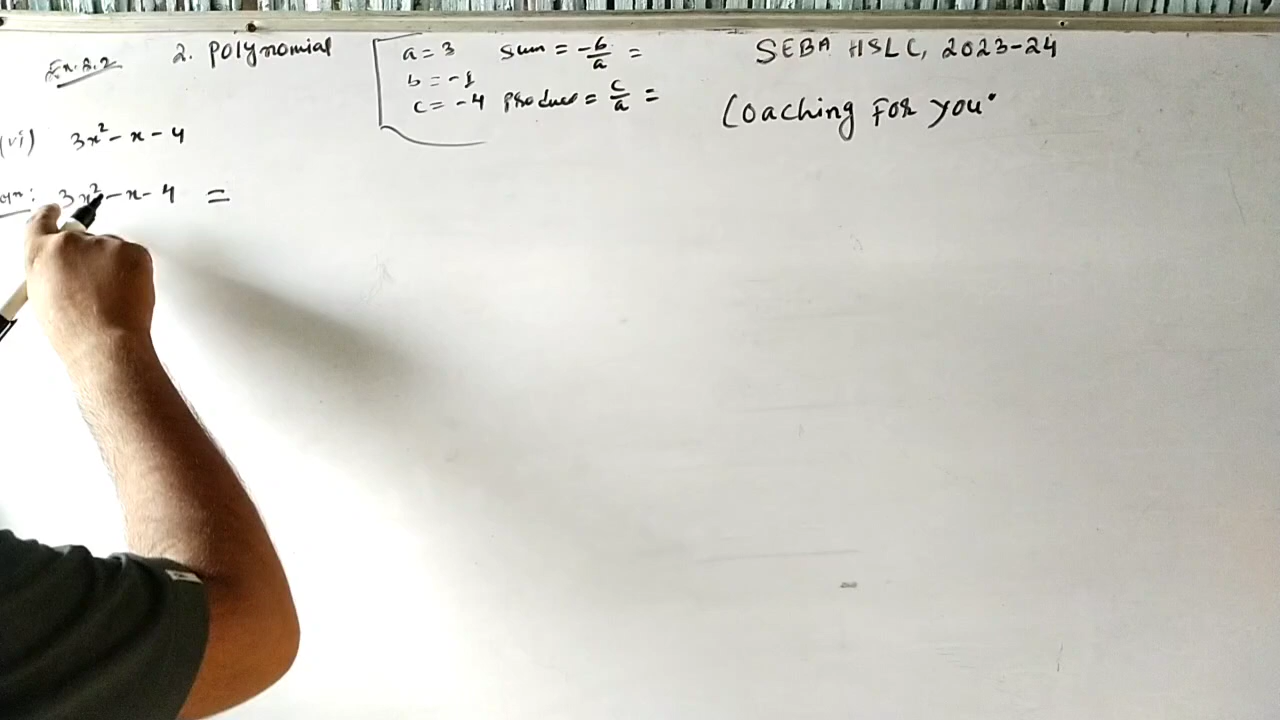 Ex. 2.2
2. Polynomial
(vi) 3x² - x - 4
3x² - x - 4 =
a = 3 sum = -b/a =
b = -1
c = -4 product = c/a =
SEBA HSLC, 2023-24
Coaching For you